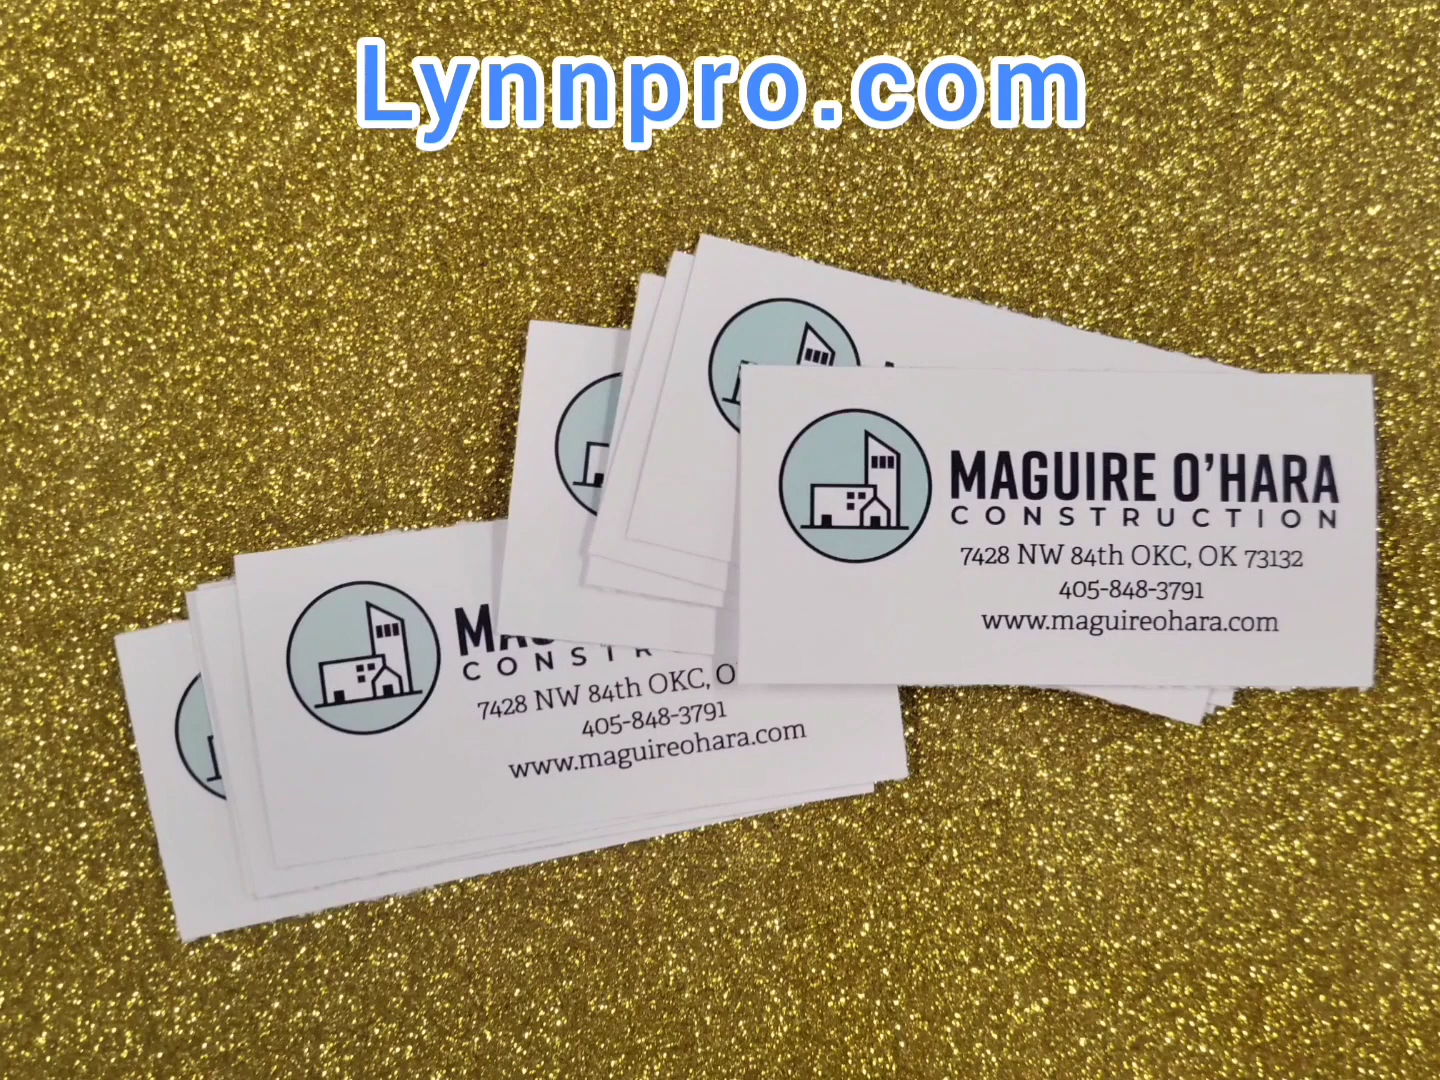 Lynnpro.com
MAGUIRE O'HARA
CONSTRUCTION
7428 NW 84th OKC, OK 73132
405-848-3791
www.maguireohara.com
CONST
7428 NW 84th OKC, O
405-848-3791
www.maguireohara.com